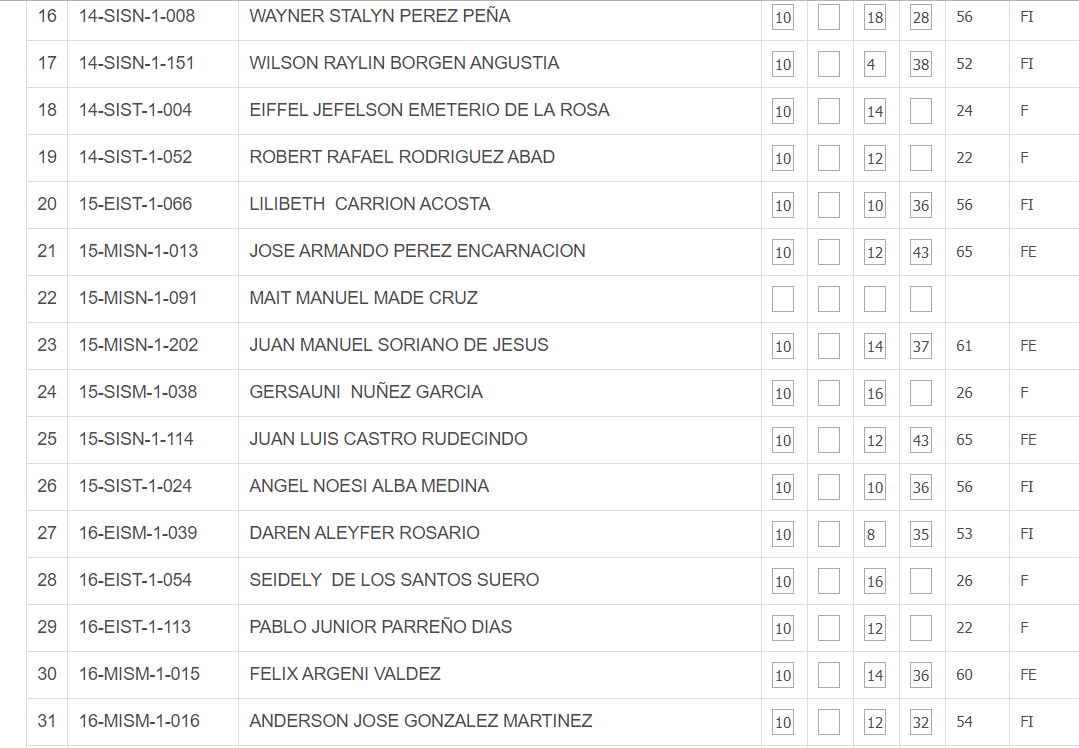 16 14-SISN-1-008 WAYNER STALYN PEREZ PEÑA 10 18 28 56 FI
17 14-SISN-1-151 WILSON RAYLIN BORGEN ANGUSTIA 10 4 38 52 FI
18 14-SIST-1-004 EIFFEL JEFELSON EMETERIO DE LA ROSA 10 14 24 F
19 14-SIST-1-052 ROBERT RAFAEL RODRIGUEZ ABAD 10 12 22 F
20 15-EIST-1-066 LILIBETH CARRION ACOSTA 10 10 36 56 FI
21 15-MISN-1-013 JOSE ARMANDO PEREZ ENCARNACION 10 12 43 65 FE
22 15-MISN-1-091 MAIT MANUEL MADE CRUZ
23 15-MISN-1-202 JUAN MANUEL SORIANO DE JESUS 10 14 37 61 FE
24 15-SISM-1-038 GERSAUNI NUÑEZ GARCIA 10 16 26 F
25 15-SISN-1-114 JUAN LUIS CASTRO RUDECINDO 10 12 43 65 FE
26 15-SIST-1-024 ANGEL NOESI ALBA MEDINA 10 10 36 56 FI
27 16-EISM-1-039 DAREN ALEYFER ROSARIO 10 8 35 53 FI
28 16-EIST-1-054 SEIDELY DE LOS SANTOS SUERO 10 16 26 F
29 16-EIST-1-113 PABLO JUNIOR PARREÑO DIAS 10 12 22 F
30 16-MISM-1-015 FELIX ARGENI VALDEZ 10 14 36 60 FE
31 16-MISM-1-016 ANDERSON JOSE GONZALEZ MARTINEZ 10 12 32 54 FI